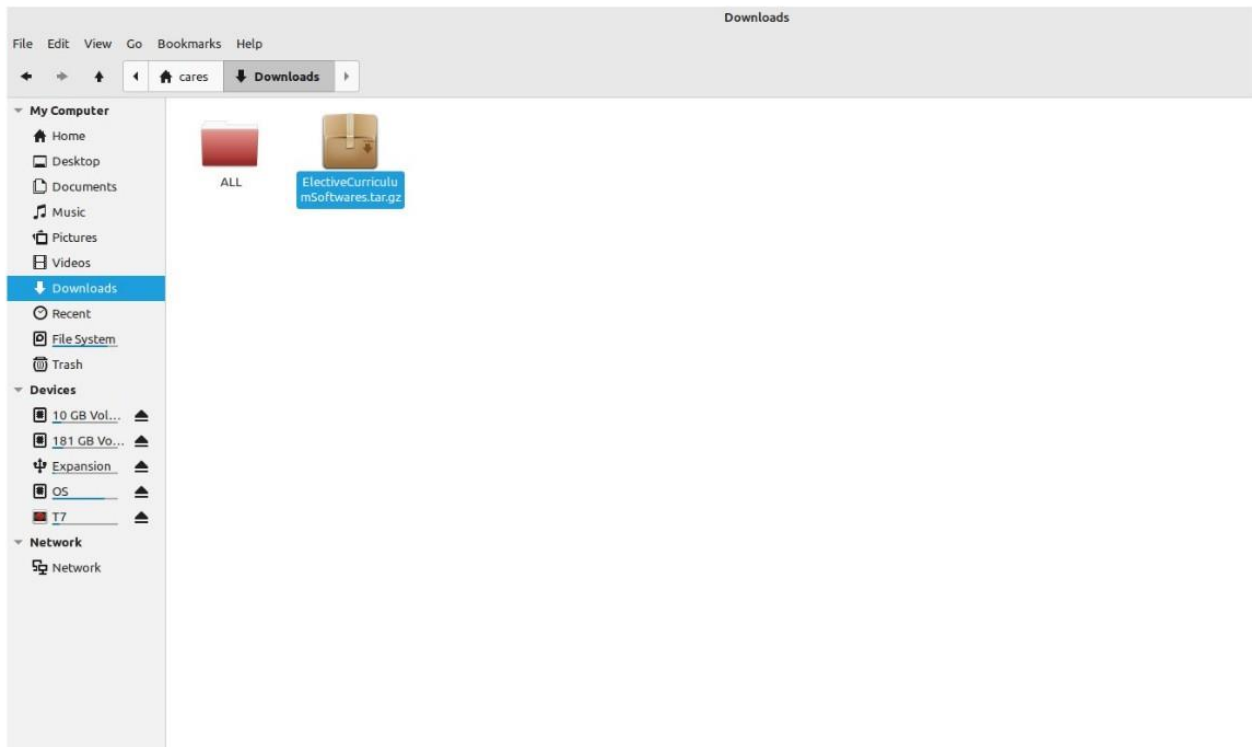 Downloads
File Edit View Go Bookmarks Help
cares Downloads
My Computer
Home
Desktop
Documents
Music
Pictures
Videos
Downloads
Recent
File System
Trash
Devices
10 GB Vol...
181 GB Vo...
Expansion
OS
T7
Network
Network
ALL
ElectiveCurriculu
mSoftwares.tar.gz